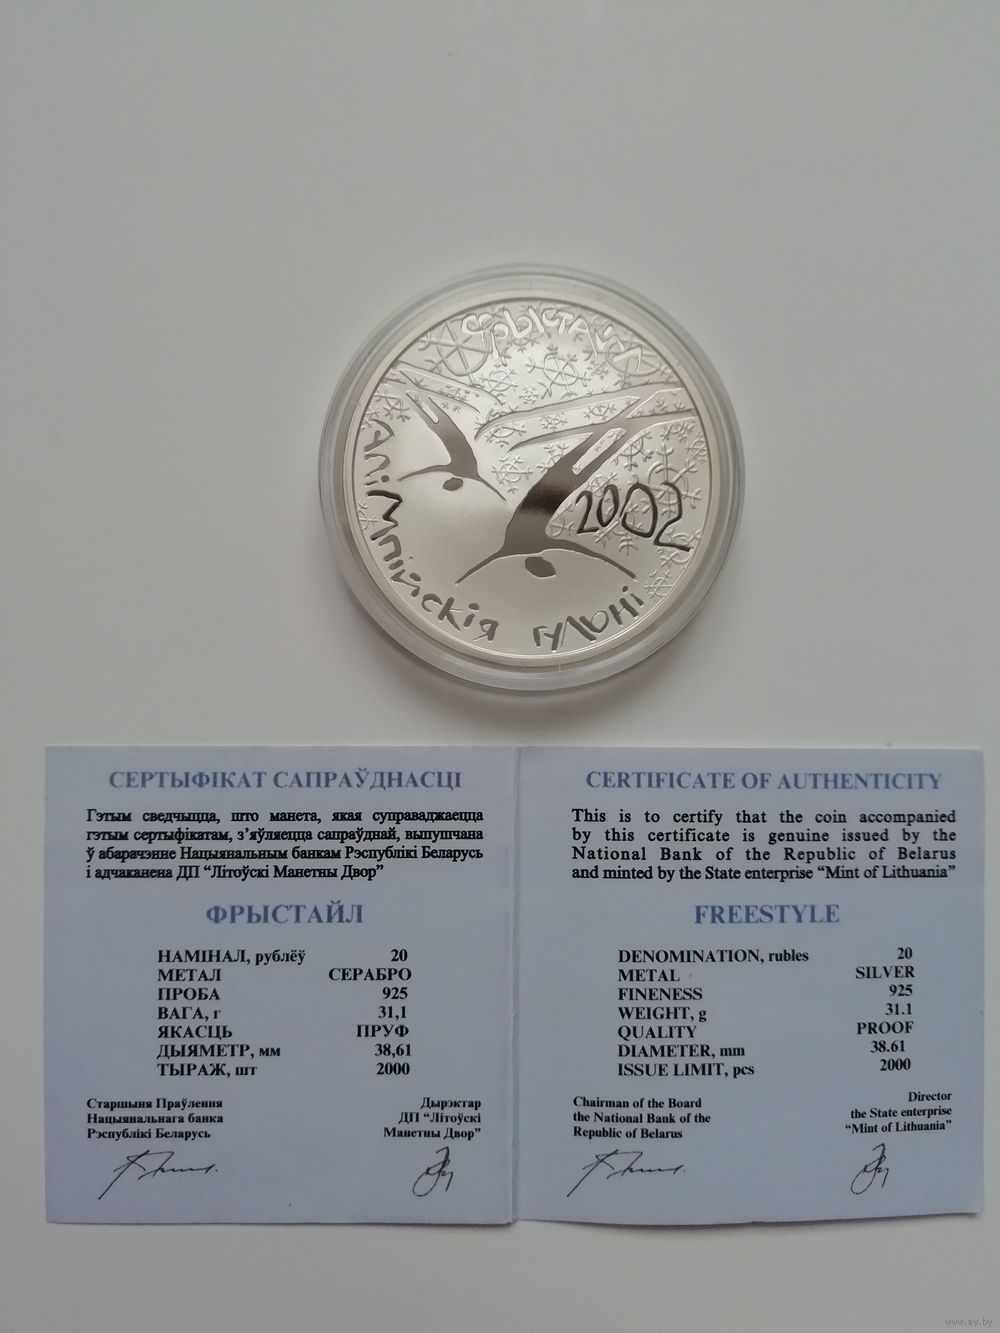 Фрыстайл
Алімпійскія гульні
2002
СЕРТЫФІКАТ САПРАЎДНАСЦІ
Гэтым сведчыцца, што манета, якая суправаджаецца
гэтым сертыфікатам, з’яўляецца сапраўднай, выпушчана
ў абарачэнне Нацыянальным банкам Рэспублікі Беларусь
і адчаканена ДП “Літоўскі Манетны Двор”
ФРЫСТАЙЛ
НАМІНАЛ, рублёў 20
МЕТАЛ СЕРАБРО
ПРОБА 925
ВАГА, г 31,1
ЯКАСЦЬ ПРУФ
ДЫЯМЕТР, мм 38,61
ТЫРАЖ, шт 2000
Старшыня Праўлення
Нацыянальнага банка
Рэспублікі Беларусь
Дырэктар
ДП “Літоўскі
Манетны Двор”
CERTIFICATE OF AUTHENTICITY
This is to certify that the coin accompanied
by this certificate is genuine issued by the
National Bank of the Republic of Belarus
and minted by the State enterprise “Mint of Lithuania”
FREESTYLE
DENOMINATION, rubles 20
METAL SILVER
FINENESS 925
WEIGHT, g 31.1
QUALITY PROOF
DIAMETER, mm 38.61
ISSUE LIMIT, pcs 2000
Chairman of the Board
the National Bank of the
Republic of Belarus
Director
the State enterprise
“Mint of Lithuania”
www.ay.by